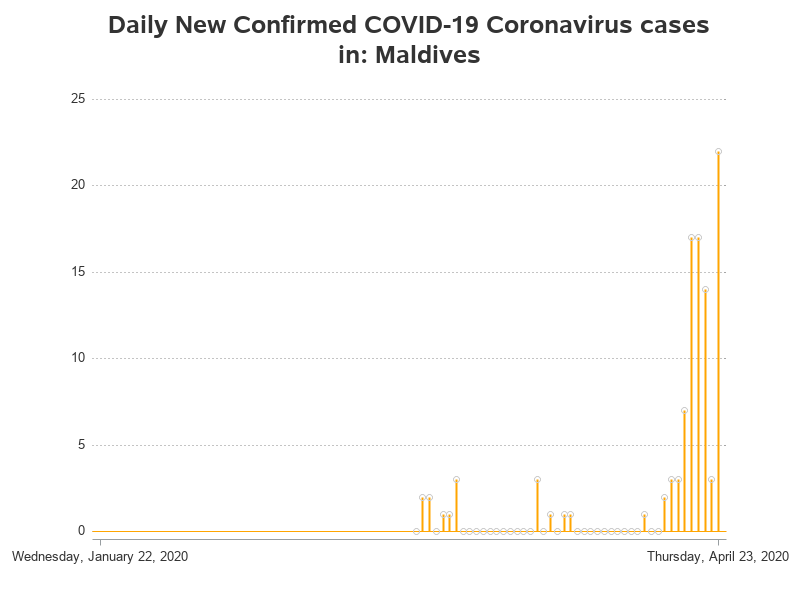 Daily New Confirmed COVID-19 Coronavirus cases
in: Maldives
25
20
15
10
5
0
Wednesday, January 22, 2020 Thursday, April 23, 2020